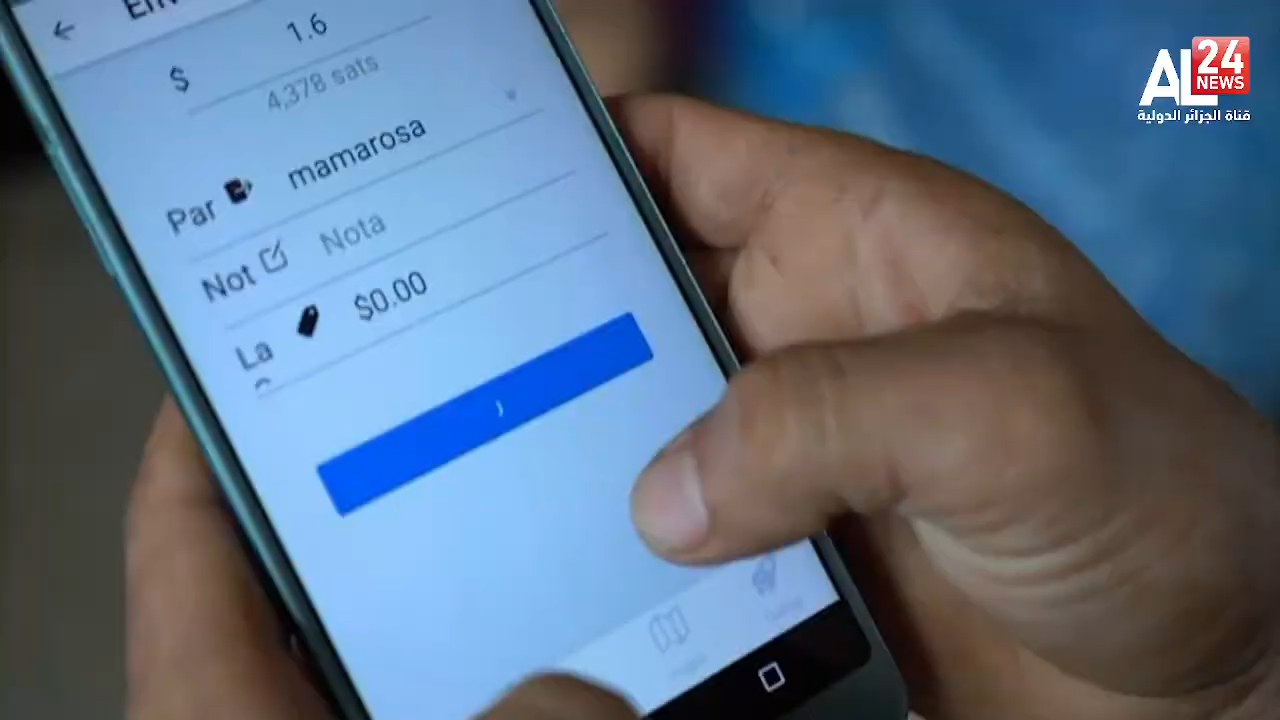 $ 1.6
4,378 sats
Par mamarosa
Not Nota
La $0.00
AL
24
NEWS
قناة الجزائر الدولية